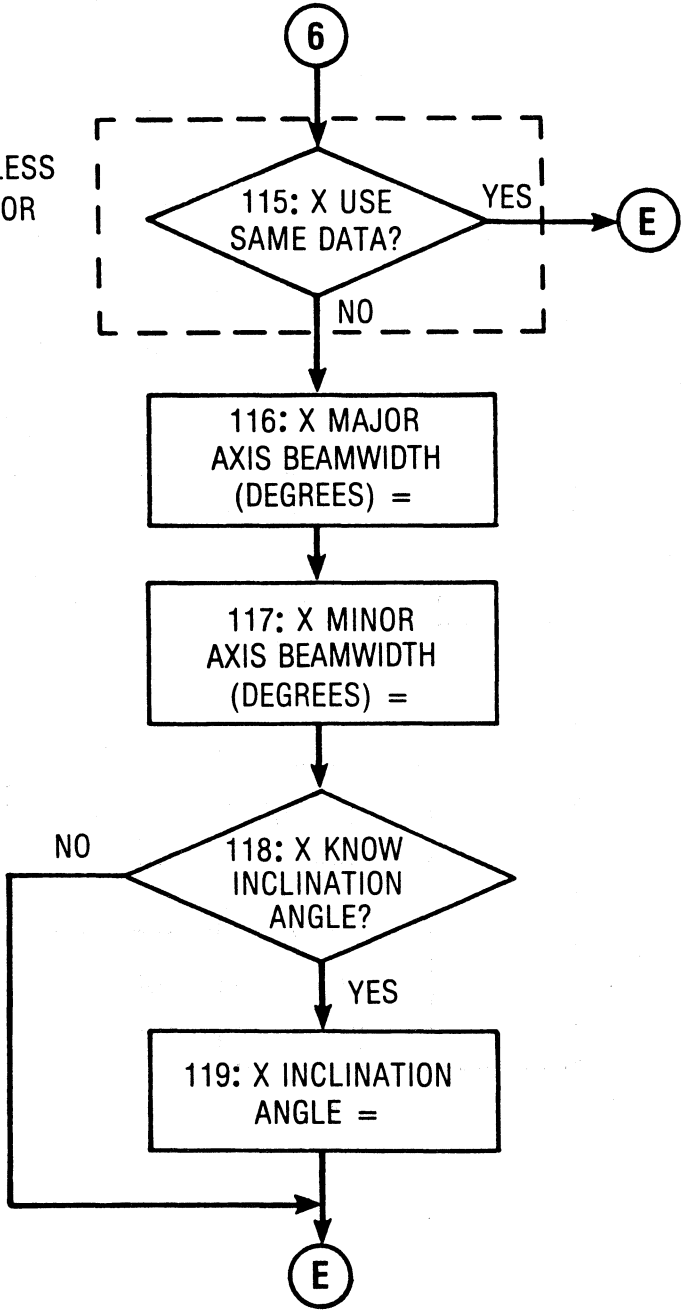 6
LESS
OR
115: X USE
SAME DATA?
YES
E
NO
116: X MAJOR
AXIS BEAMWIDTH
(DEGREES) =
117: X MINOR
AXIS BEAMWIDTH
(DEGREES) =
NO
118: X KNOW
INCLINATION
ANGLE?
YES
119: X INCLINATION
ANGLE =
E